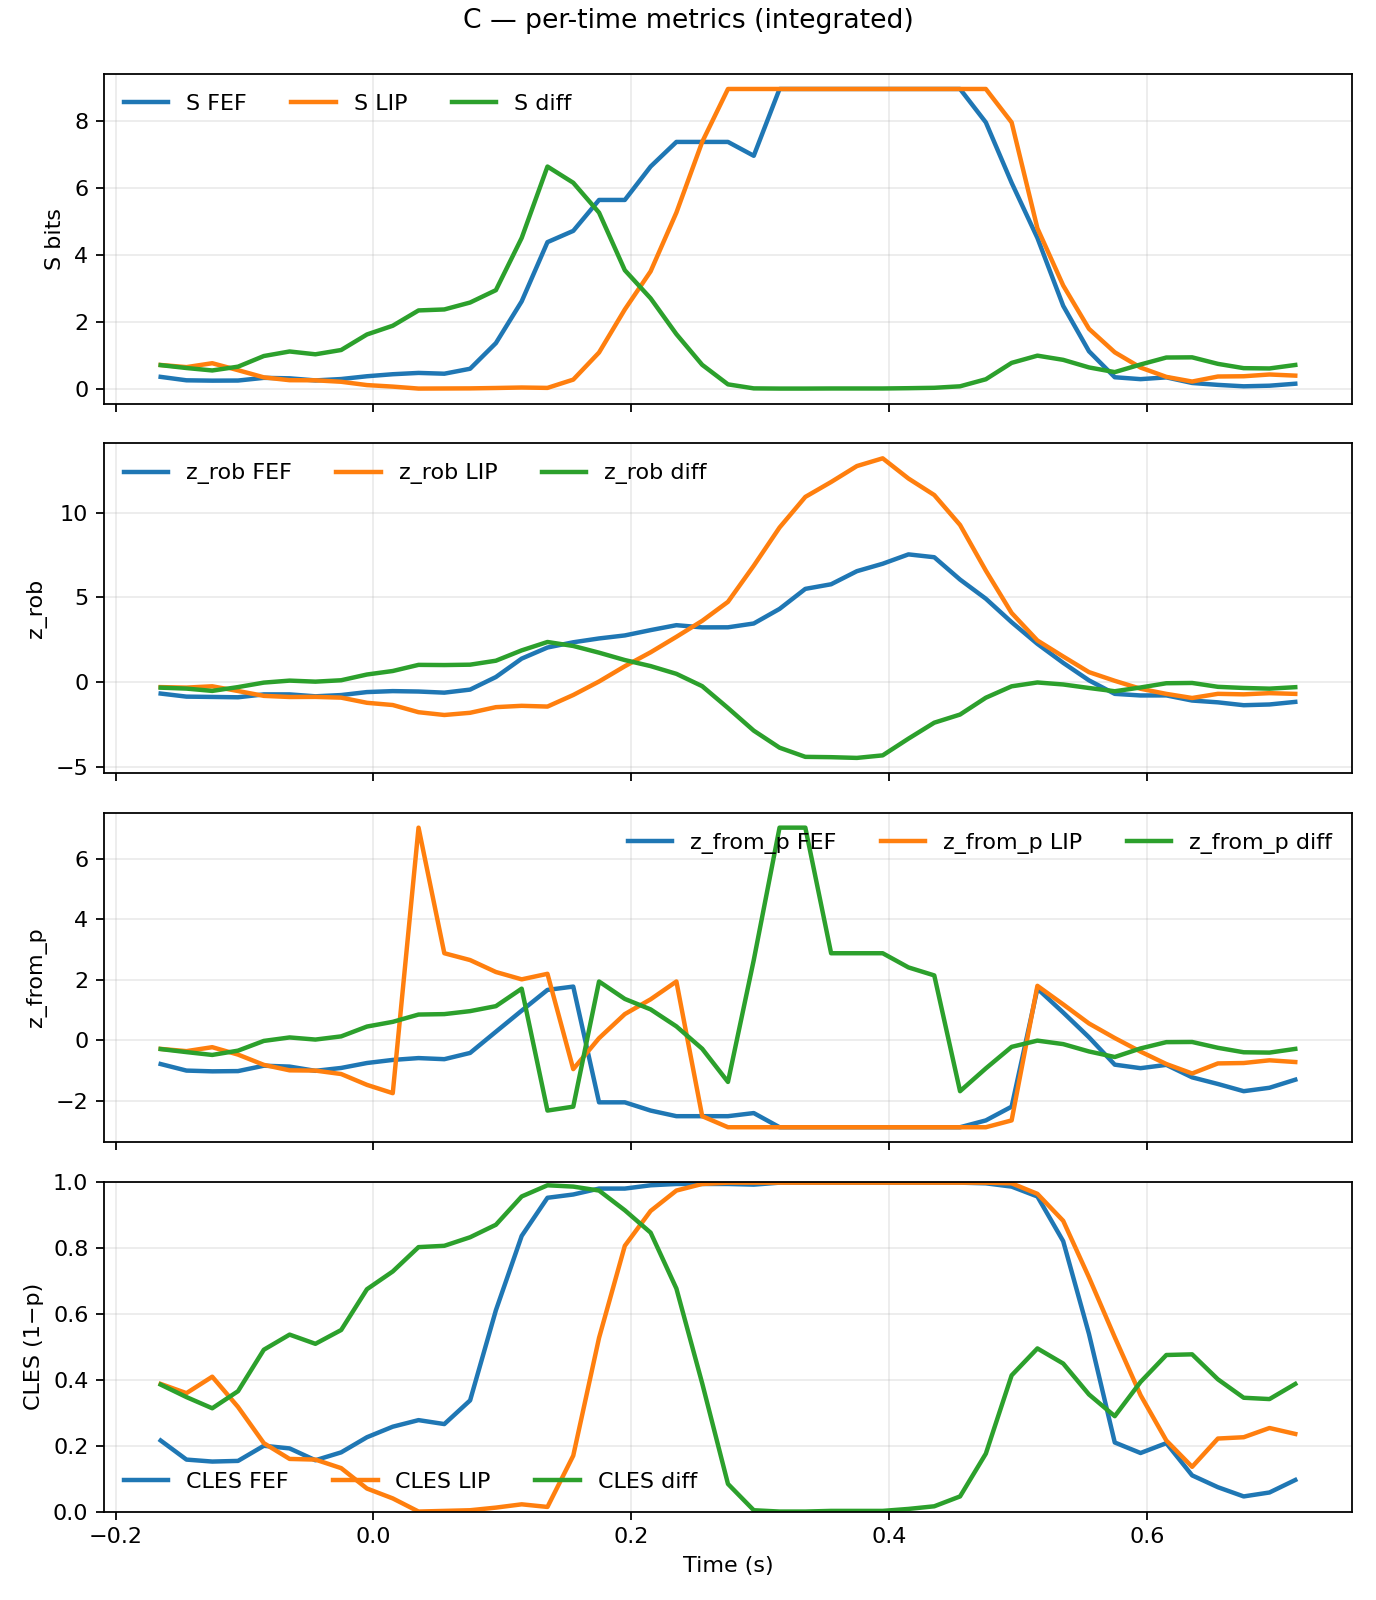 C — per-time metrics (integrated)
S FEF S LIP S diff
8
6
4
2
0
S bits
z_rob FEF z_rob LIP z_rob diff
10
5
0
−5
z_rob
z_from_p FEF z_from_p LIP z_from_p diff
6
4
2
0
−2
z_from_p
1.0
0.8
0.6
0.4
0.2
0.0
CLES (1−p)
CLES FEF CLES LIP CLES diff
−0.2 0.0 0.2 0.4 0.6
Time (s)